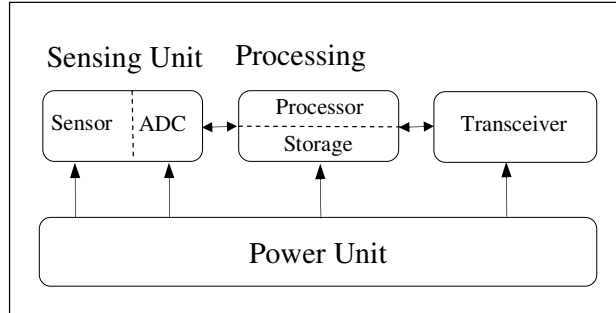 Sensing Unit
Processing
Sensor
ADC
Processor
Storage
Transceiver
Power Unit